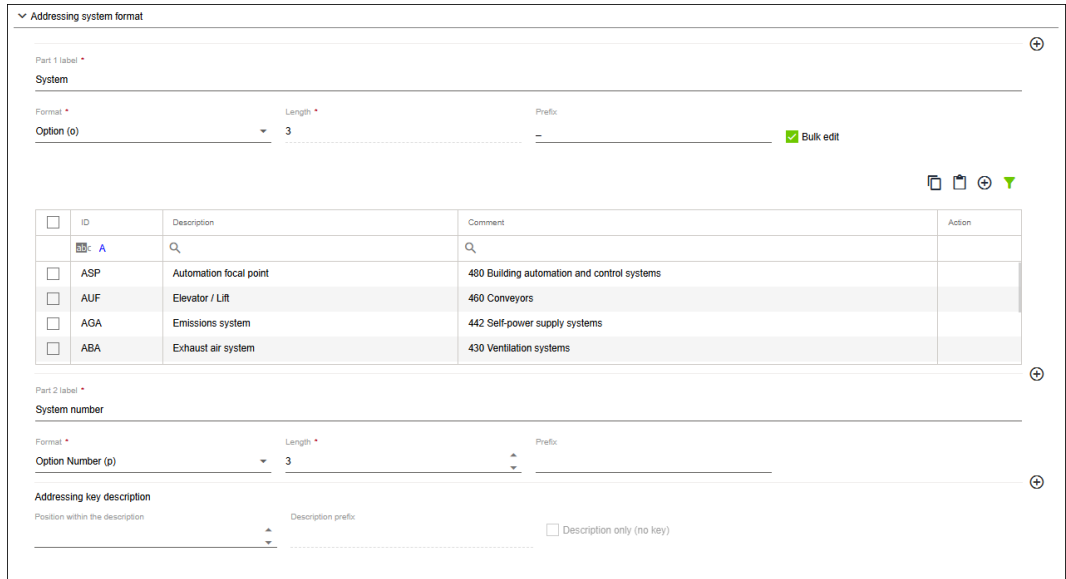 Addressing system format
Part 1 label *
System
Format * Length * Prefix
Option (o) 3 _ Bulk edit
ID Description Comment Action
abc A
ASP Automation focal point 480 Building automation and control systems
AUF Elevator / Lift 460 Conveyors
AGA Emissions system 442 Self-power supply systems
ABA Exhaust air system 430 Ventilation systems
Part 2 label *
System number
Format * Length * Prefix
Option Number (p) 3
Addressing key description
Position within the description Description prefix
Description only (no key)